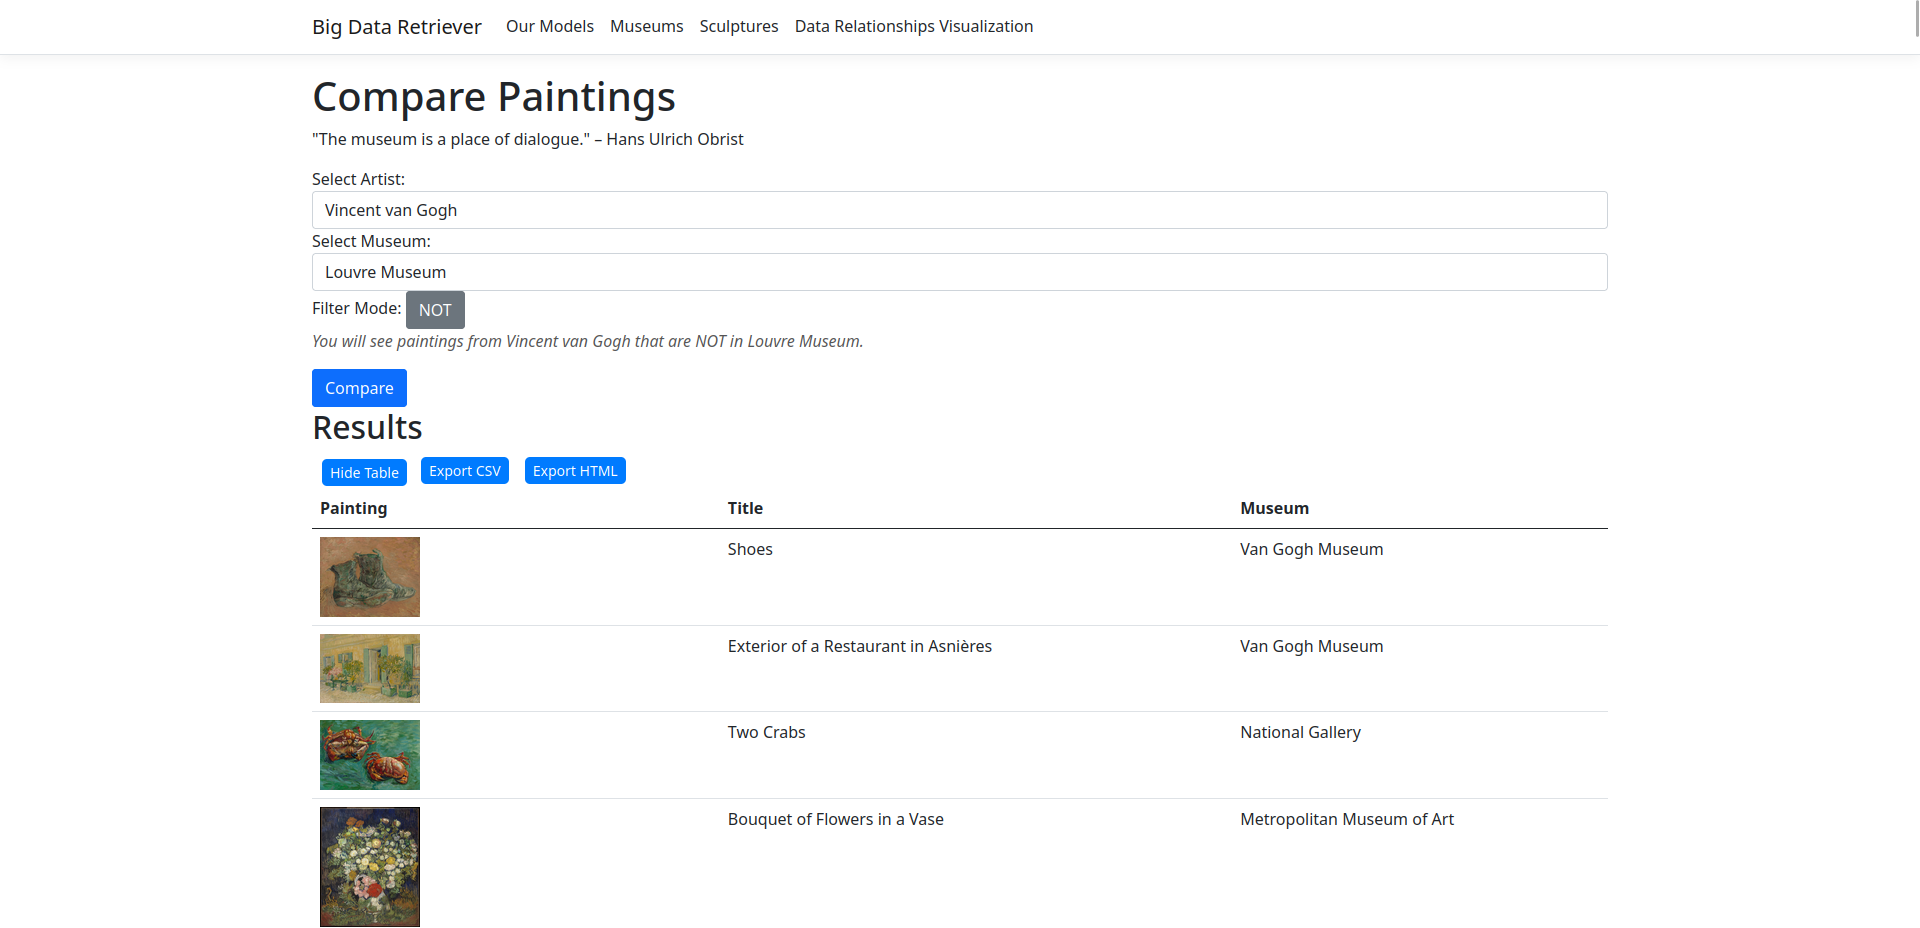 Big Data Retriever Our Models Museums Sculptures Data Relationships Visualization
Compare Paintings
"The museum is a place of dialogue." – Hans Ulrich Obrist
Select Artist:
Vincent van Gogh
Select Museum:
Louvre Museum
Filter Mode: NOT
You will see paintings from Vincent van Gogh that are NOT in Louvre Museum.
Compare
Results
Hide Table Export CSV Export HTML
Painting Title Museum
Shoes Van Gogh Museum
Exterior of a Restaurant in Asnières Van Gogh Museum
Two Crabs National Gallery
Bouquet of Flowers in a Vase Metropolitan Museum of Art